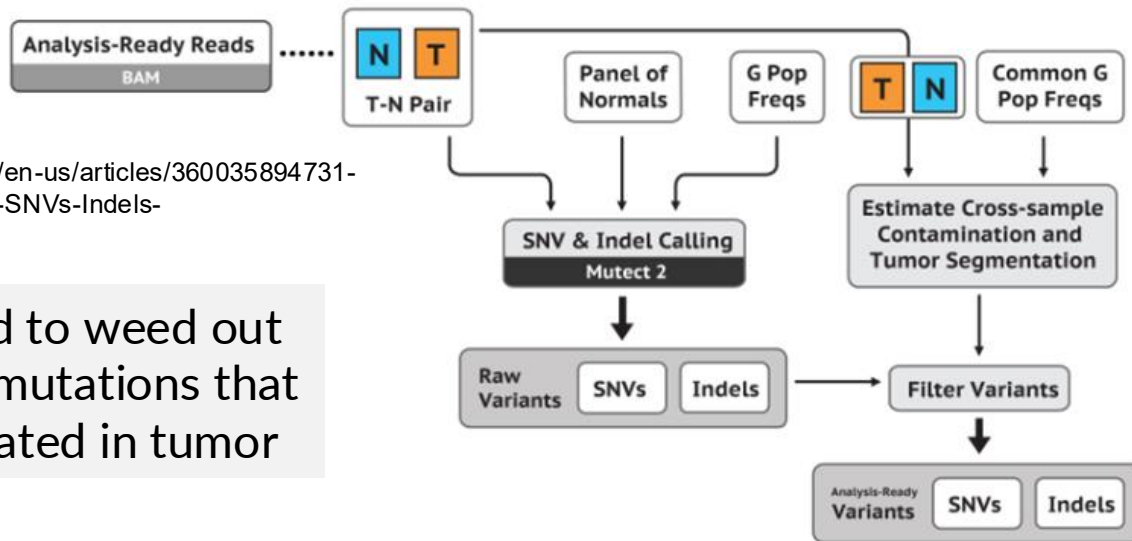 Analysis-Ready Reads
BAM
N T
T-N Pair
Panel of
Normals
G Pop
Freqs
T N
Common G
Pop Freqs
/en-us/articles/360035894731-
-SNVs-Indels-
SNV & Indel Calling
Mutect 2
Estimate Cross-sample
Contamination and
Tumor Segmentation
d to weed out
mutations that
ated in tumor
Raw
Variants
SNVs
Indels
Filter Variants
Analysis-Ready
Variants
SNVs
Indels